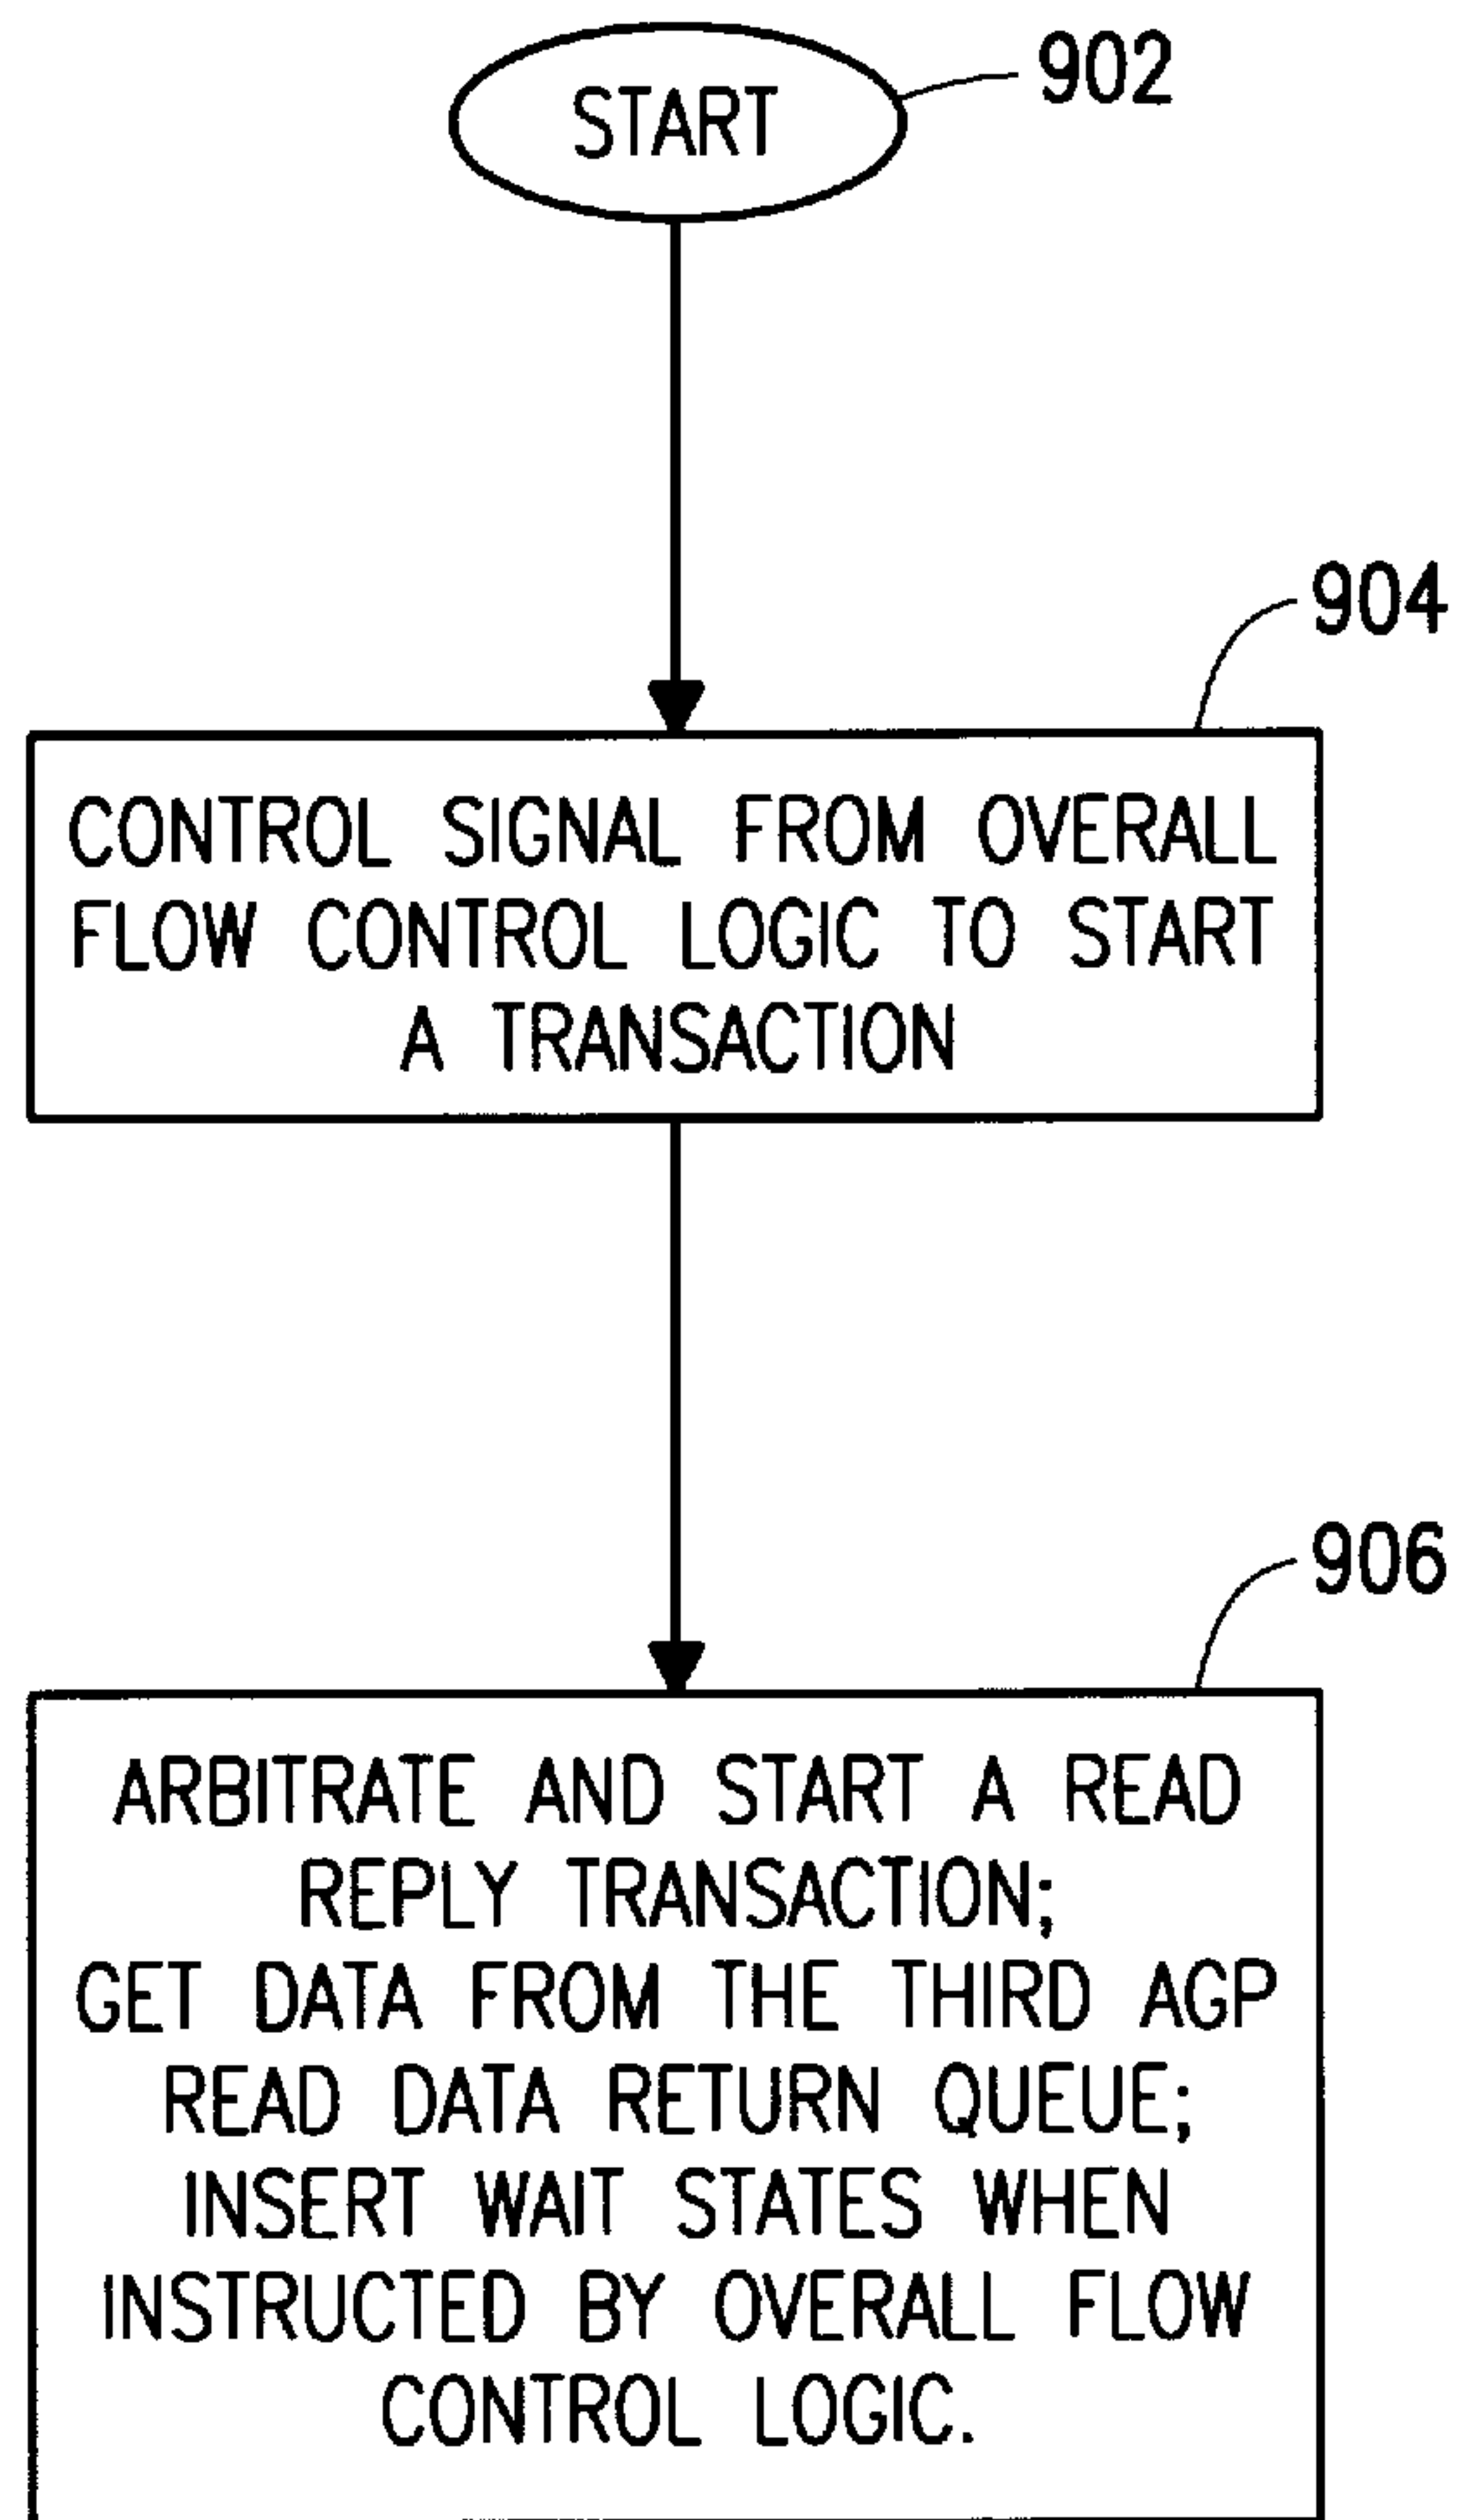 START
902
904
CONTROL SIGNAL FROM OVERALL
FLOW CONTROL LOGIC TO START
A TRANSACTION
906
ARBITRATE AND START A READ
REPLY TRANSACTION;
GET DATA FROM THE THIRD AGP
READ DATA RETURN QUEUE;
INSERT WAIT STATES WHEN
INSTRUCTED BY OVERALL FLOW
CONTROL LOGIC.